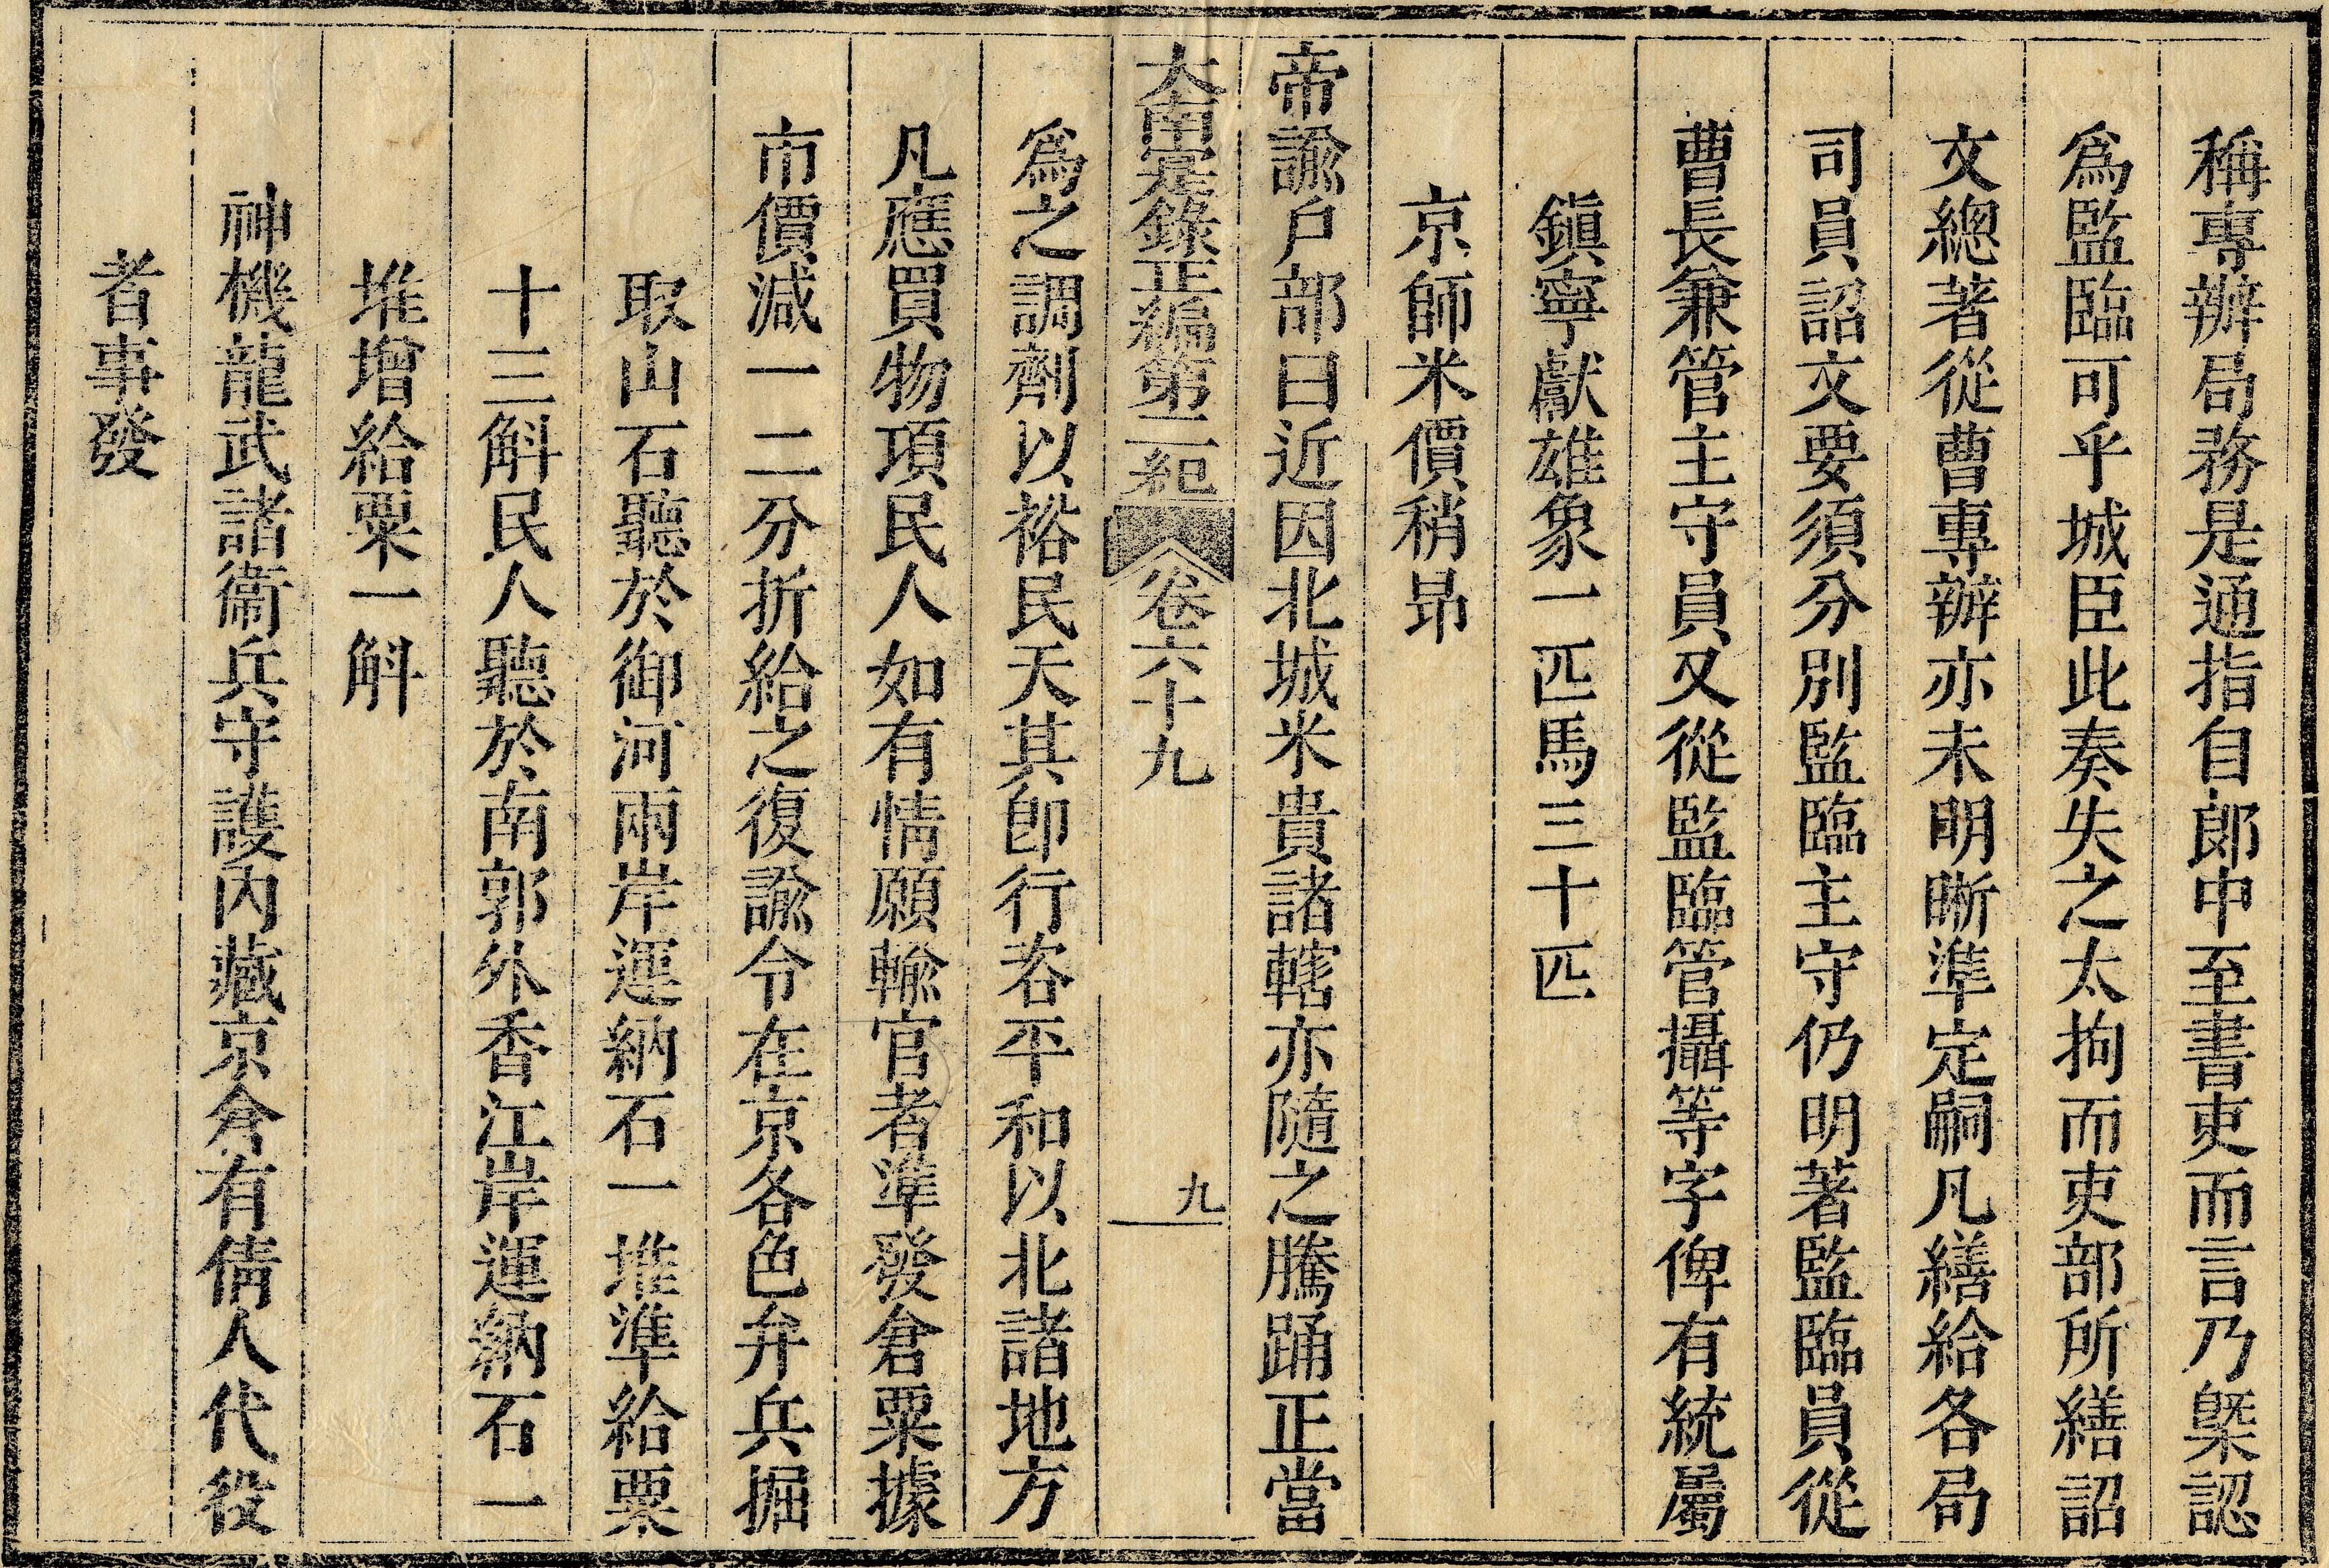 稱專辦局務是通指自郎中至書吏而言乃槩認
爲監臨可乎城臣此奏失之太拘而吏部所繕詔
文總著從曹專辦亦未明晣準定嗣凡繕給各局
司員詔文要須分別監臨主守仍明著監臨員從
曹長兼管主守員又從監臨管攝等字俾有統屬
鎭寧獻雄象一匹馬三十匹
京師米價稍昻
帝諭户部曰近因北城米貴諸轄亦隨之騰踊正當
大南寔錄正編第二紀 卷六十九 九
爲之調劑以裕民天其卽行咨平和以北諸地方
凡應買物項民人如有情願輸官者準發倉粟據
市價減一二分折給之復諭令在京各色弁兵掘
取山石聽於御河兩岸運納石一堆準給粟
十三斛民人聽於南郭外香江岸運納石一
堆增給粟一斛
神機龍武諸衞兵守護內藏京倉有倩人代役
者事發